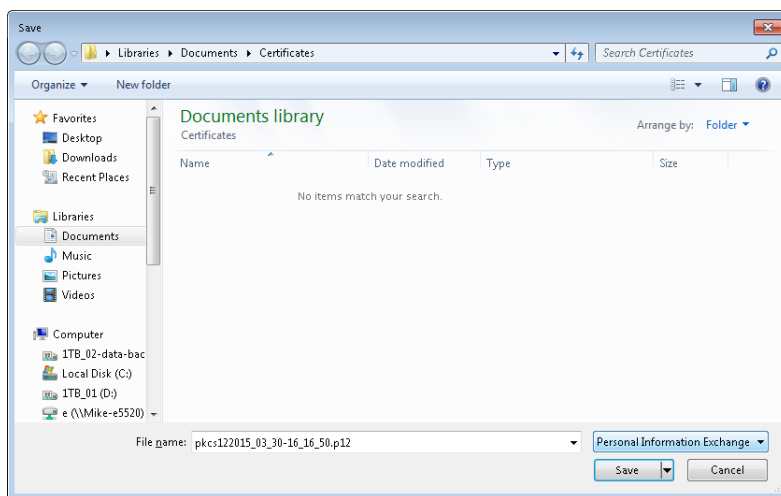 Save
Libraries ▸ Documents ▸ Certificates
Search Certificates
Organize
New folder
Favorites
Desktop
Downloads
Recent Places
Libraries
Documents
Music
Pictures
Videos
Computer
1TB_02-data-bac
Local Disk (C:)
1TB_01 (D:)
e (\\Mike-e5520)
Documents library
Certificates
Arrange by: Folder
Name Date modified Type Size
No items match your search.
File name: pkcs122015_03_30-16_16_50.p12
Personal Information Exchange
Save Cancel